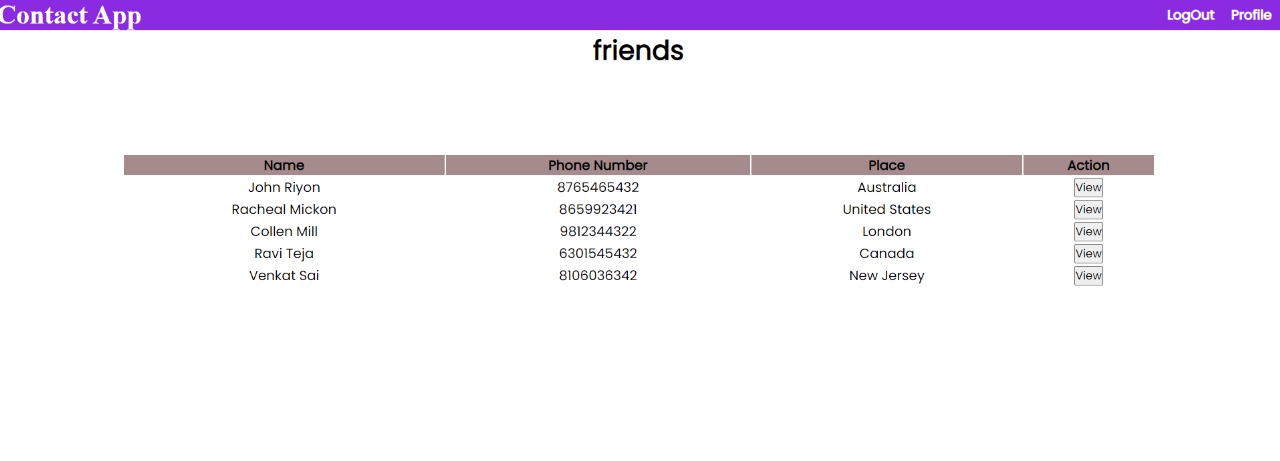 Contact App LogOut Profile
friends
Name Phone Number Place Action
John Riyon 8765465432 Australia View
Racheal Mickon 8659923421 United States View
Collen Mill 9812344322 London View
Ravi Teja 6301545432 Canada View
Venkat Sai 8106036342 New Jersey View